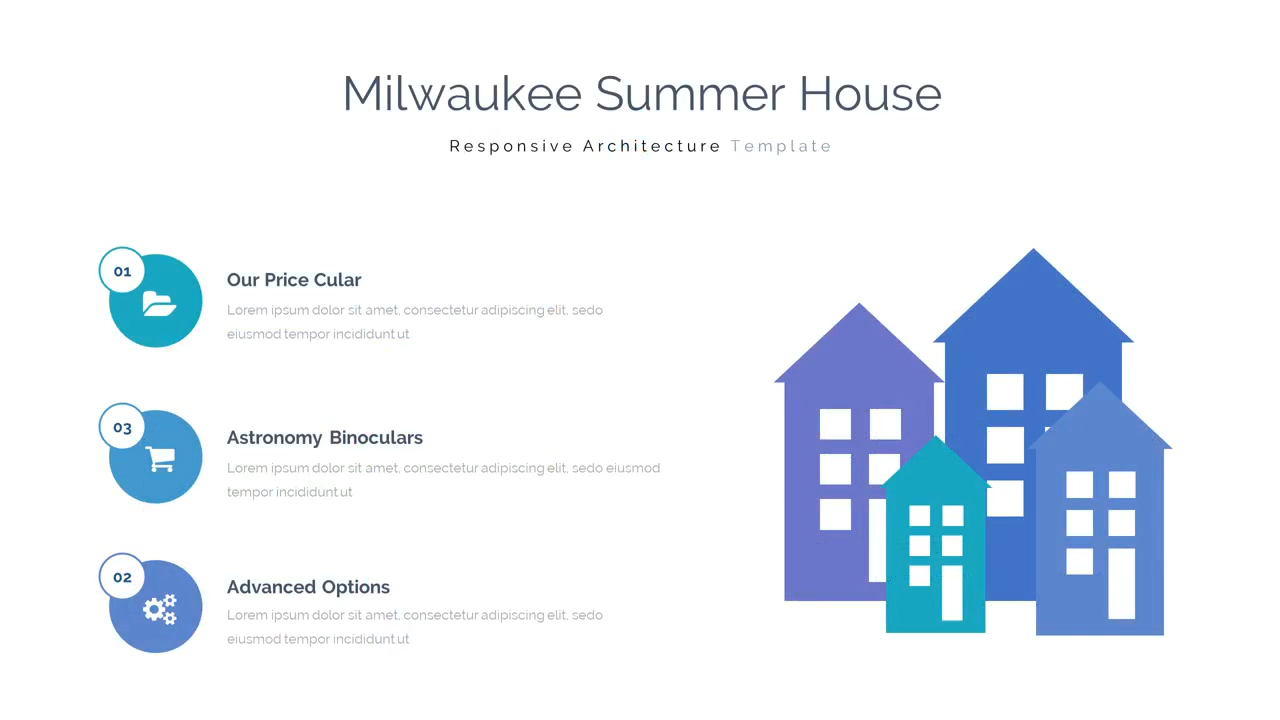 Milwaukee Summer House
Responsive Architecture Template
01
Our Price Cular
Lorem ipsum dolor sit amet, consectetur adipiscing elit, sedo
eiusmod tempor incididunt ut
03
Astronomy Binoculars
Lorem ipsum dolor sit amet, consectetur adipiscing elit, sedo eiusmod
tempor incididunt ut
02
Advanced Options
Lorem ipsum dolor sit amet, consectetur adipiscing elit, sedo
eiusmod tempor incididunt ut